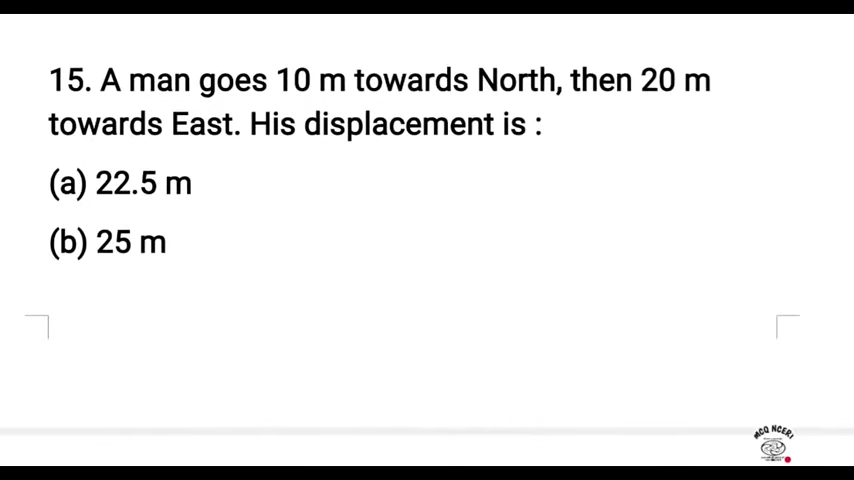 15. A man goes 10 m towards North, then 20 m
towards East. His displacement is :
(a) 22.5 m
(b) 25 m
MCQ NCERT